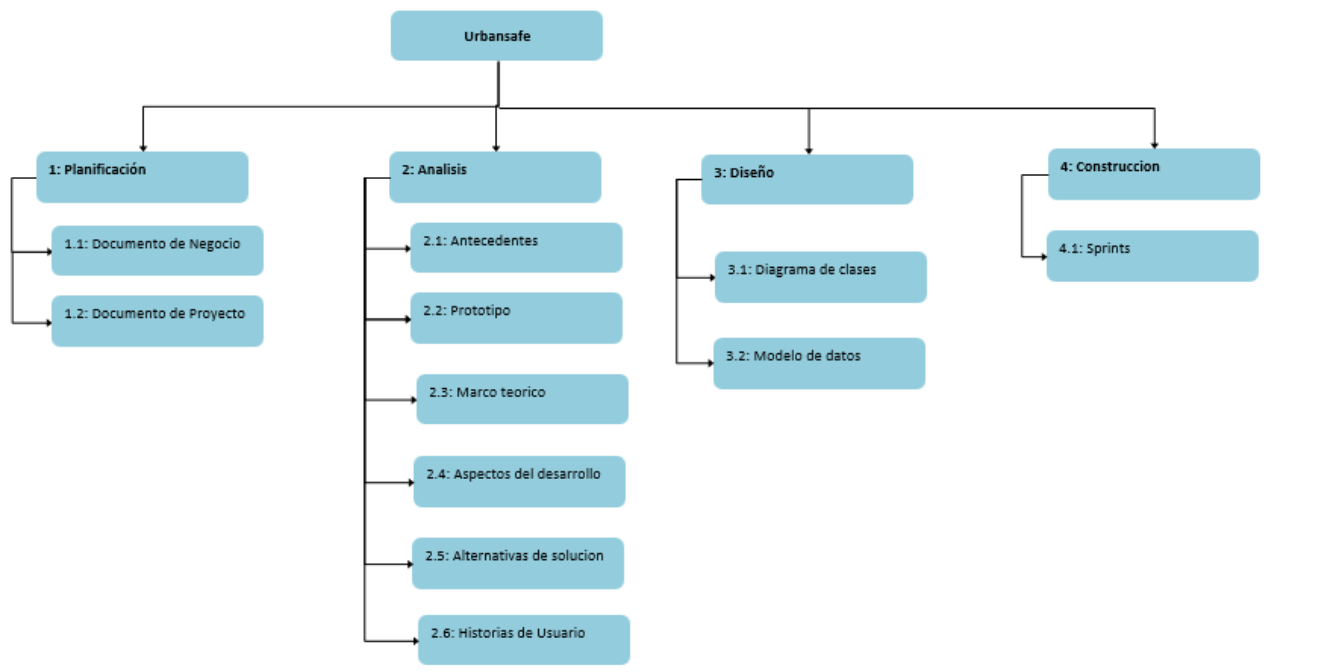 Urbansafe
1: Planificación
1.1: Documento de Negocio
1.2: Documento de Proyecto
2: Analisis
2.1: Antecedentes
2.2: Prototipo
2.3: Marco teorico
2.4: Aspectos del desarrollo
2.5: Alternativas de solucion
2.6: Historias de Usuario
3: Diseño
3.1: Diagrama de clases
3.2: Modelo de datos
4: Construccion
4.1: Sprints